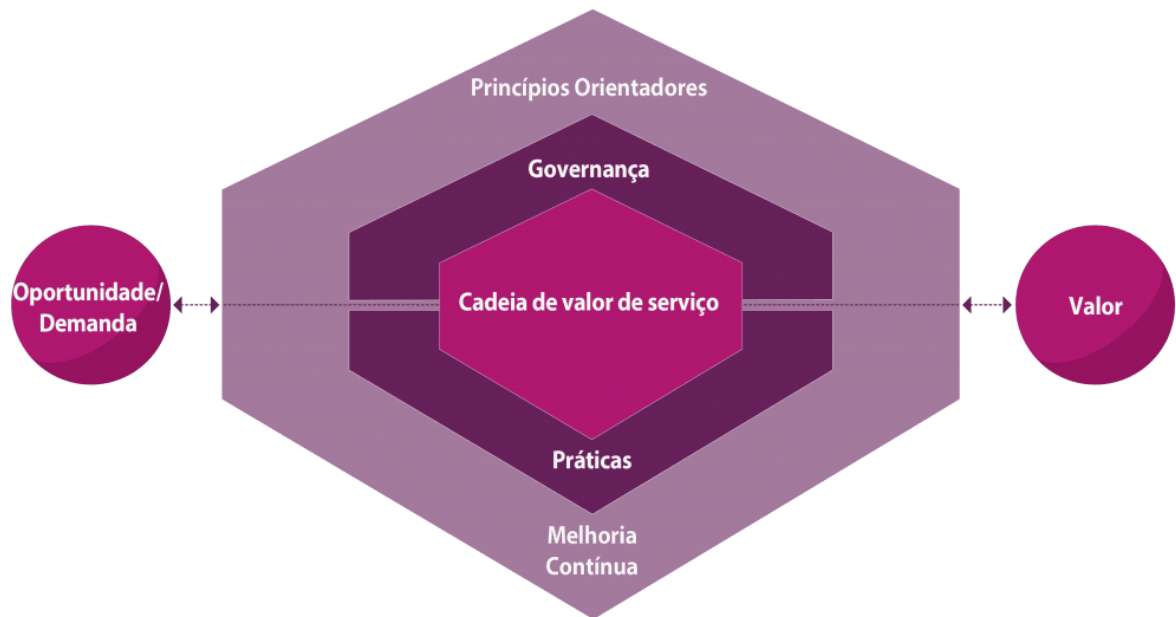 Princípios Orientadores
Governança
Oportunidade/
Demanda
Cadeia de valor de serviço
Valor
Práticas
Melhoria
Contínua